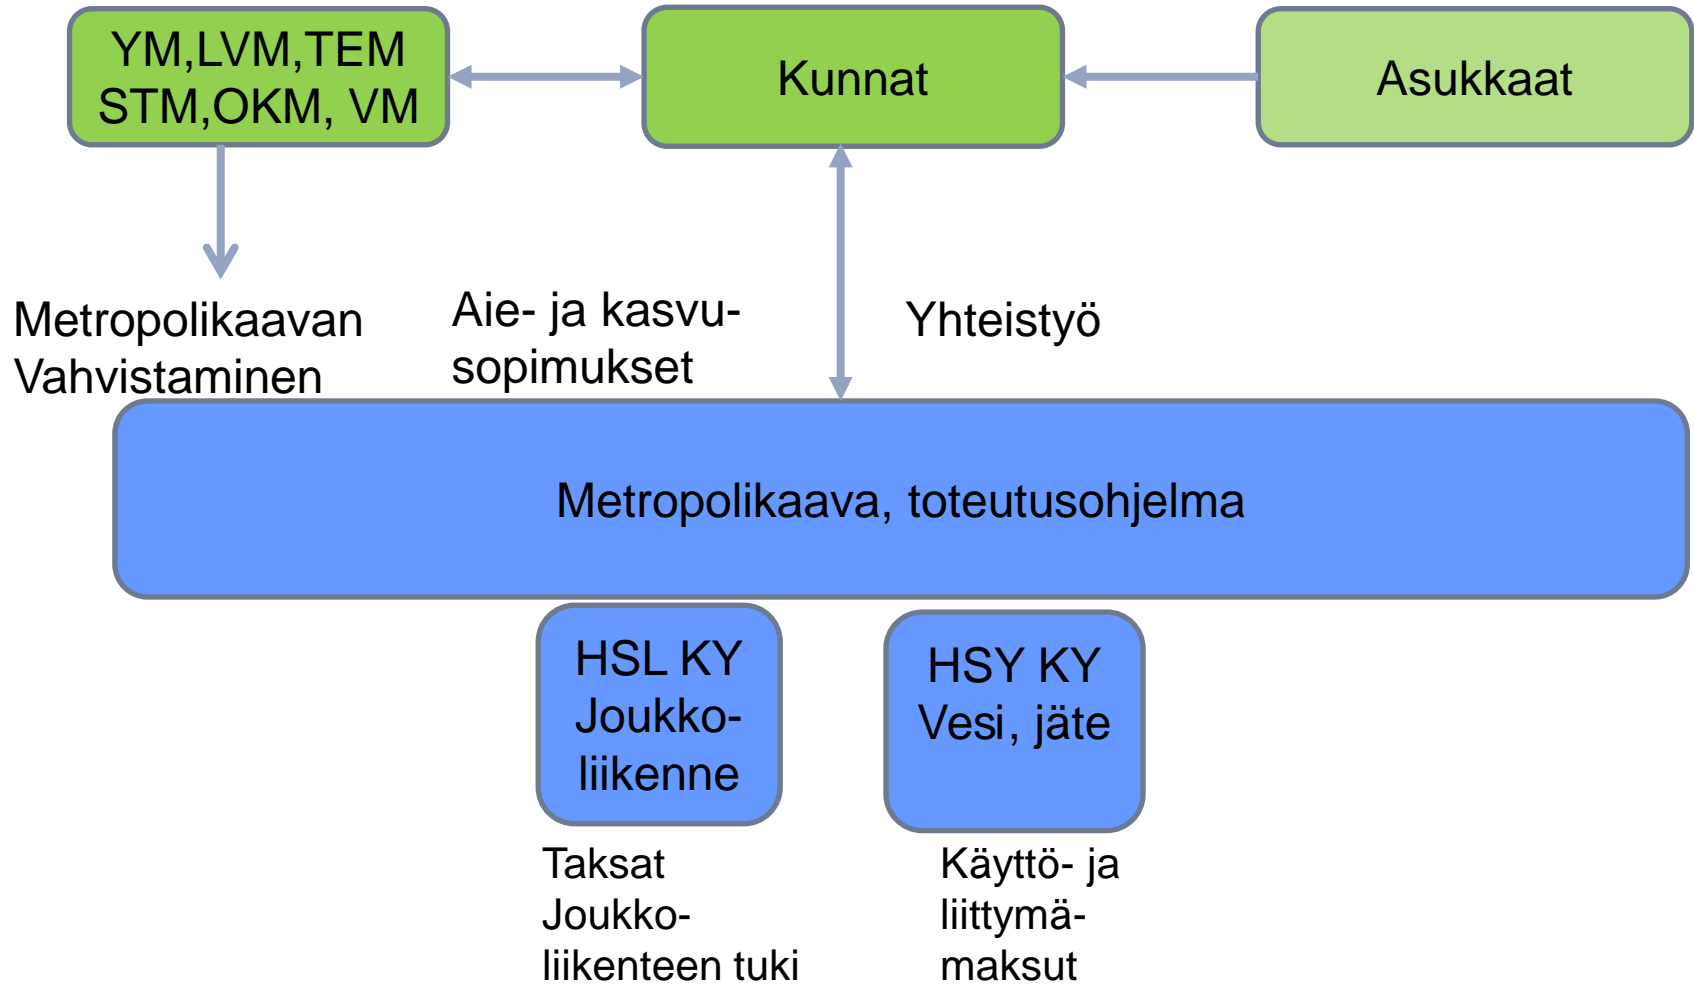 YM,LVM,TEM
STM,OKM, VM
Kunnat
Asukkaat
Metropolikaavan
Vahvistaminen
Aie- ja kasvu-
sopimukset
Yhteistyö
Metropolikaava, toteutusohjelma
HSL KY
Joukko-
liikenne
HSY KY
Vesi, jäte
Taksat
Joukko-
liikenteen tuki
Käyttö- ja
liittymä-
maksut